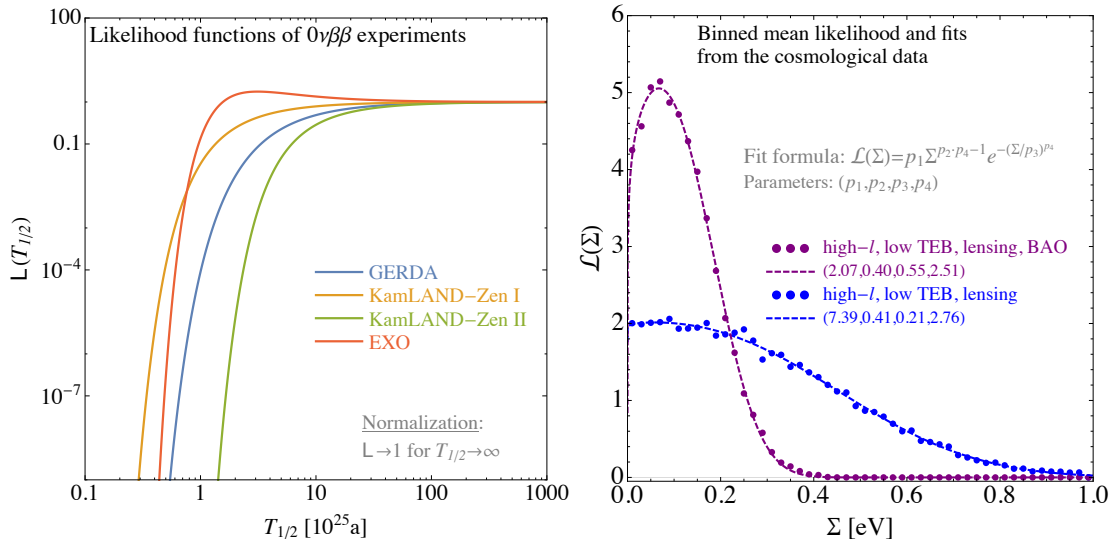 Likelihood functions of 0νββ experiments
100
0.1
10⁻⁴
10⁻⁷
L(T₁/₂)
GERDA
KamLAND−Zen I
KamLAND−Zen II
EXO
Normalization:
L→1 for T₁/₂→∞
0.1 1 10 100 1000
T₁/₂ [10²⁵a]
Binned mean likelihood and fits
from the cosmological data
6
5
4
3
2
1
0
ℒ(Σ)
Fit formula: ℒ(Σ)=p₁Σ^{p₂·p₄−1}e^{−(Σ/p₃)^{p₄}}
Parameters: (p₁,p₂,p₃,p₄)
high−l, low TEB, lensing, BAO
(2.07,0.40,0.55,2.51)
high−l, low TEB, lensing
(7.39,0.41,0.21,2.76)
0.0 0.2 0.4 0.6 0.8 1.0
Σ [eV]